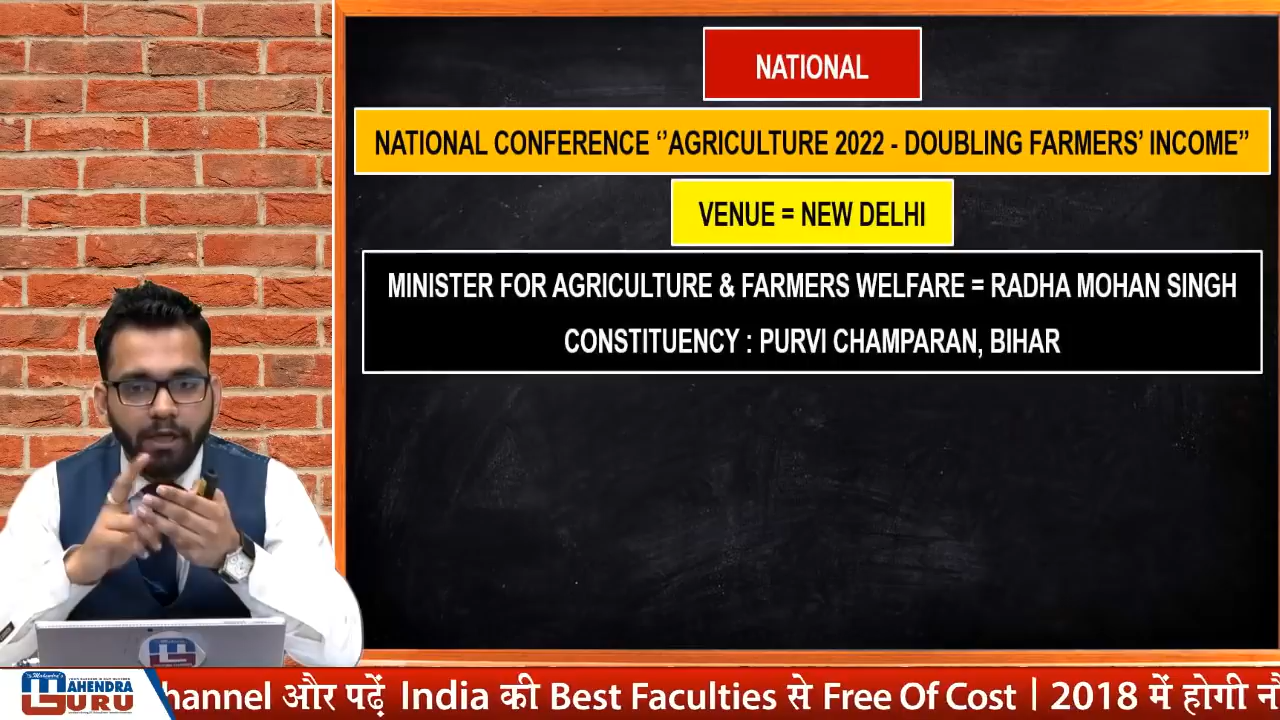 NATIONAL
NATIONAL CONFERENCE ‘’AGRICULTURE 2022 - DOUBLING FARMERS’ INCOME”
VENUE = NEW DELHI
MINISTER FOR AGRICULTURE & FARMERS WELFARE = RADHA MOHAN SINGH
CONSTITUENCY : PURVI CHAMPARAN, BIHAR
MAHENDRA
GURU
hannel और पढ़ें India की Best Faculties से Free Of Cost | 2018 में होगी नौ